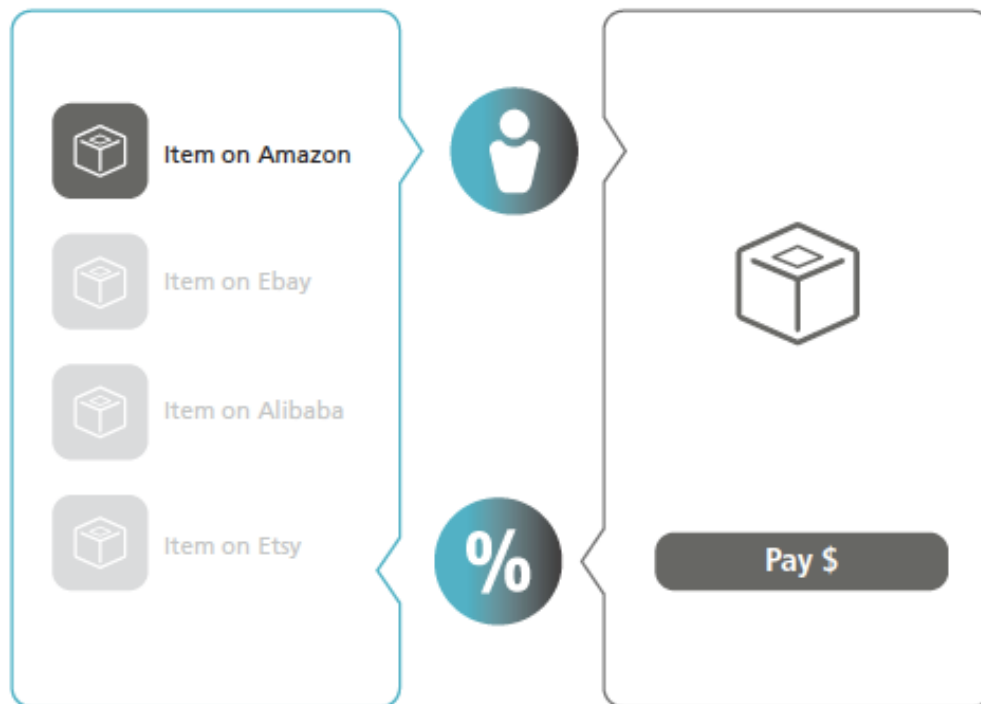 Item on Amazon
Item on Ebay
Item on Alibaba
Item on Etsy
%
Pay $